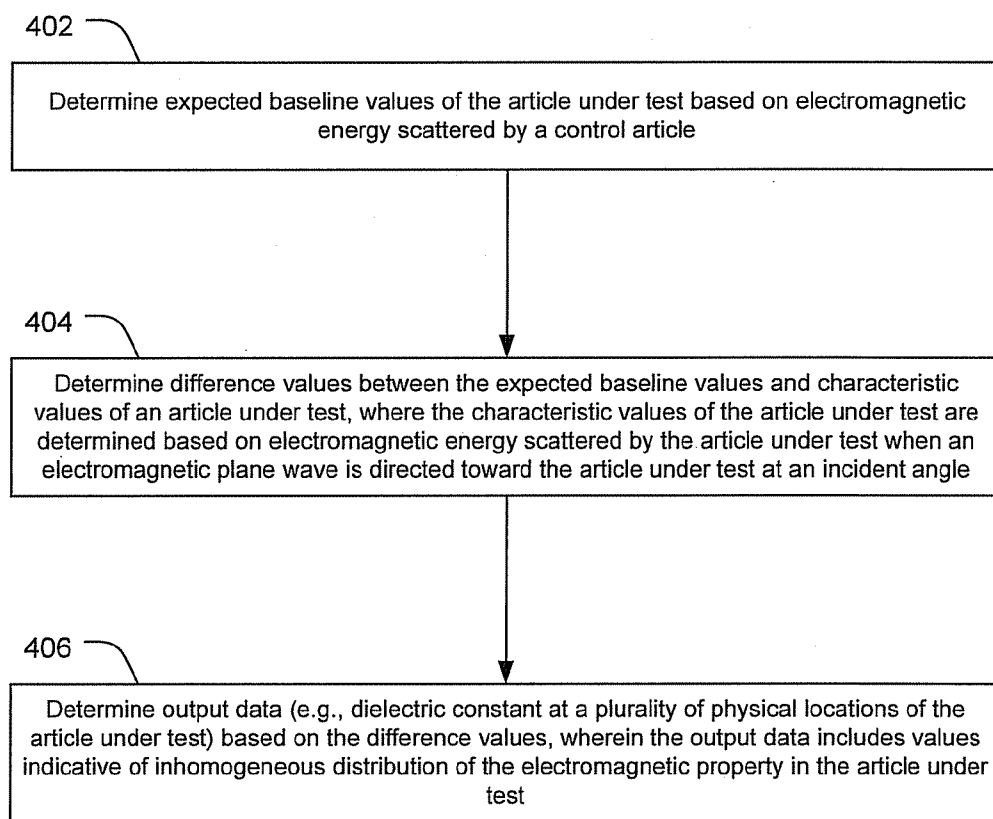 402
Determine expected baseline values of the article under test based on electromagnetic
energy scattered by a control article
404
Determine difference values between the expected baseline values and characteristic
values of an article under test, where the characteristic values of the article under test are
determined based on electromagnetic energy scattered by the article under test when an
electromagnetic plane wave is directed toward the article under test at an incident angle
406
Determine output data (e.g., dielectric constant at a plurality of physical locations of the
article under test) based on the difference values, wherein the output data includes values
indicative of inhomogeneous distribution of the electromagnetic property in the article under
test